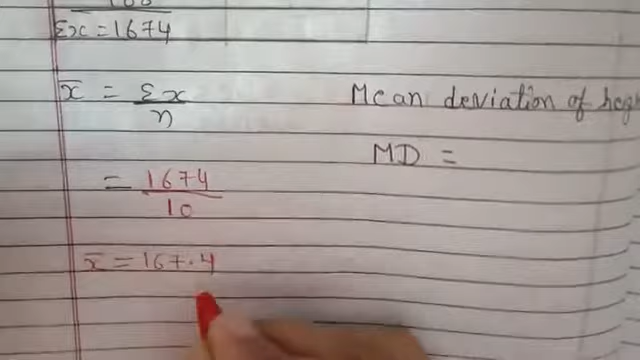 Σx = 1674
x̄ = Σx / n
= 1674 / 10
x̄ = 167.4
Mean deviation of
MD =